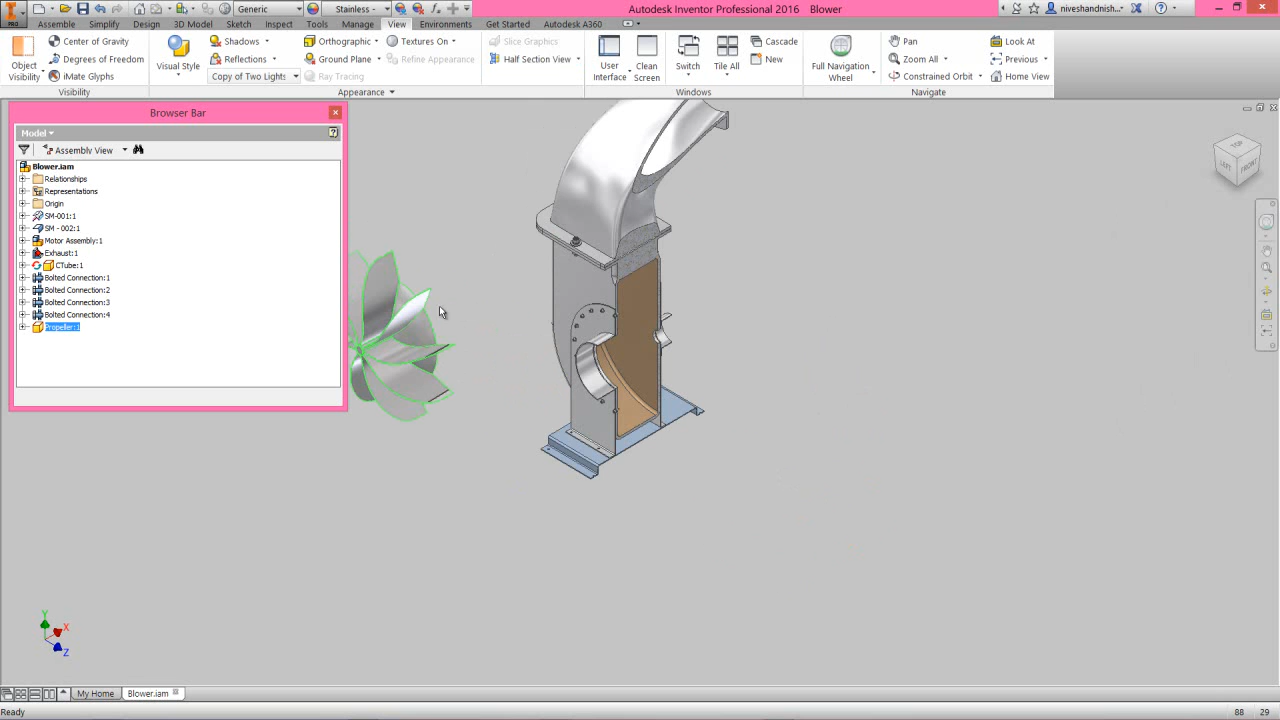 PRO
Generic
Stainless -
Autodesk Inventor Professional 2016 Blower
niveshandnish...
Assemble Simplify Design 3D Model Sketch Inspect Tools Manage View Environments Get Started Autodesk A360
Object Visibility
Center of Gravity
Degrees of Freedom
iMate Glyphs
Visibility
Visual Style
Shadows
Reflections
Copy of Two Lights
Orthographic
Ground Plane
Ray Tracing
Textures On
Refine Appearance
Appearance
Slice Graphics
Half Section View
User Interface
Clean Screen
Switch
Tile All
Cascade
New
Windows
Full Navigation Wheel
Pan
Zoom All
Constrained Orbit
Look At
Previous
Home View
Navigate
Browser Bar
Model
Assembly View
Blower.iam
Relationships
Representations
Origin
SM-001:1
SM - 002:1
Motor Assembly:1
Exhaust:1
CTube:1
Bolted Connection:1
Bolted Connection:2
Bolted Connection:3
Bolted Connection:4
Propeller:1
TOP
LEFT
FRONT
Y
X
Z
My Home Blower.iam
Ready 88 29